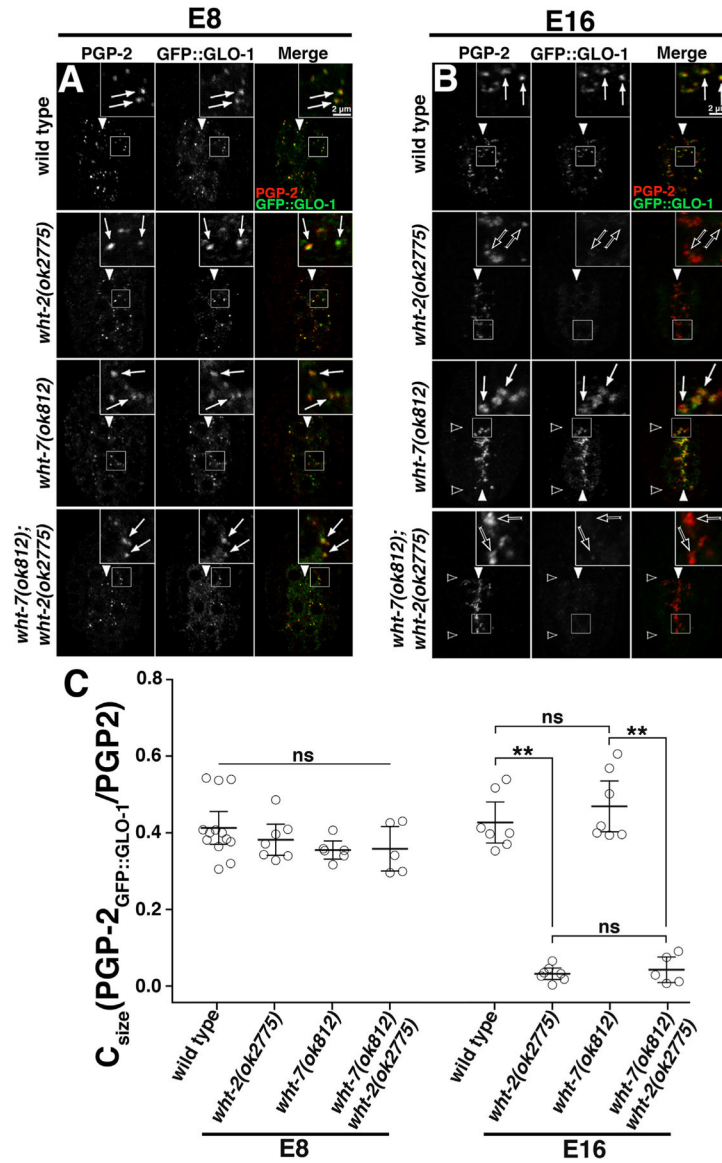 E8
PGP-2 GFP::GLO-1 Merge
A
2 µm
wild type
PGP-2
GFP::GLO-1
wht-2(ok2775)
wht-7(ok812)
wht-7(ok812);
wht-2(ok2775)
E16
PGP-2 GFP::GLO-1 Merge
B
2 µm
wild type
PGP-2
GFP::GLO-1
wht-2(ok2775)
wht-7(ok812)
wht-7(ok812);
wht-2(ok2775)
C
Csize(PGP-2GFP::GLO-1/PGP2)
0.8
0.6
0.4
0.2
0.0
ns
ns
**
**
ns
wild type
wht-2(ok2775)
wht-7(ok812)
wht-7(ok812)
wht-2(ok2775)
wild type
wht-2(ok2775)
wht-7(ok812)
wht-7(ok812)
wht-2(ok2775)
E8
E16